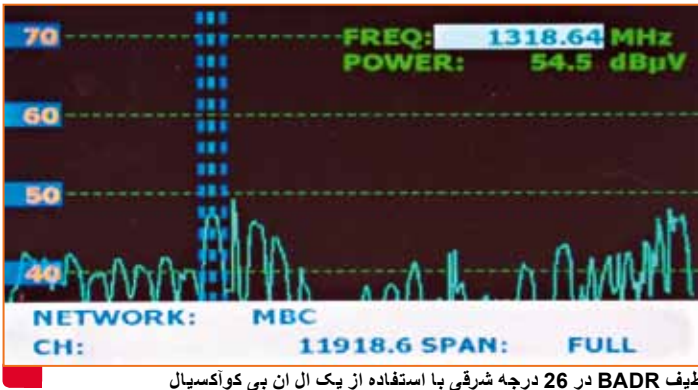 70
FREQ: 1318.64 MHz
POWER: 54.5 dBµV
60
50
40
NETWORK: MBC
CH: 11918.6 SPAN: FULL
طیف BADR در 26 درجه شرقی با استفاده از یک ال ان بی کوآکسیال